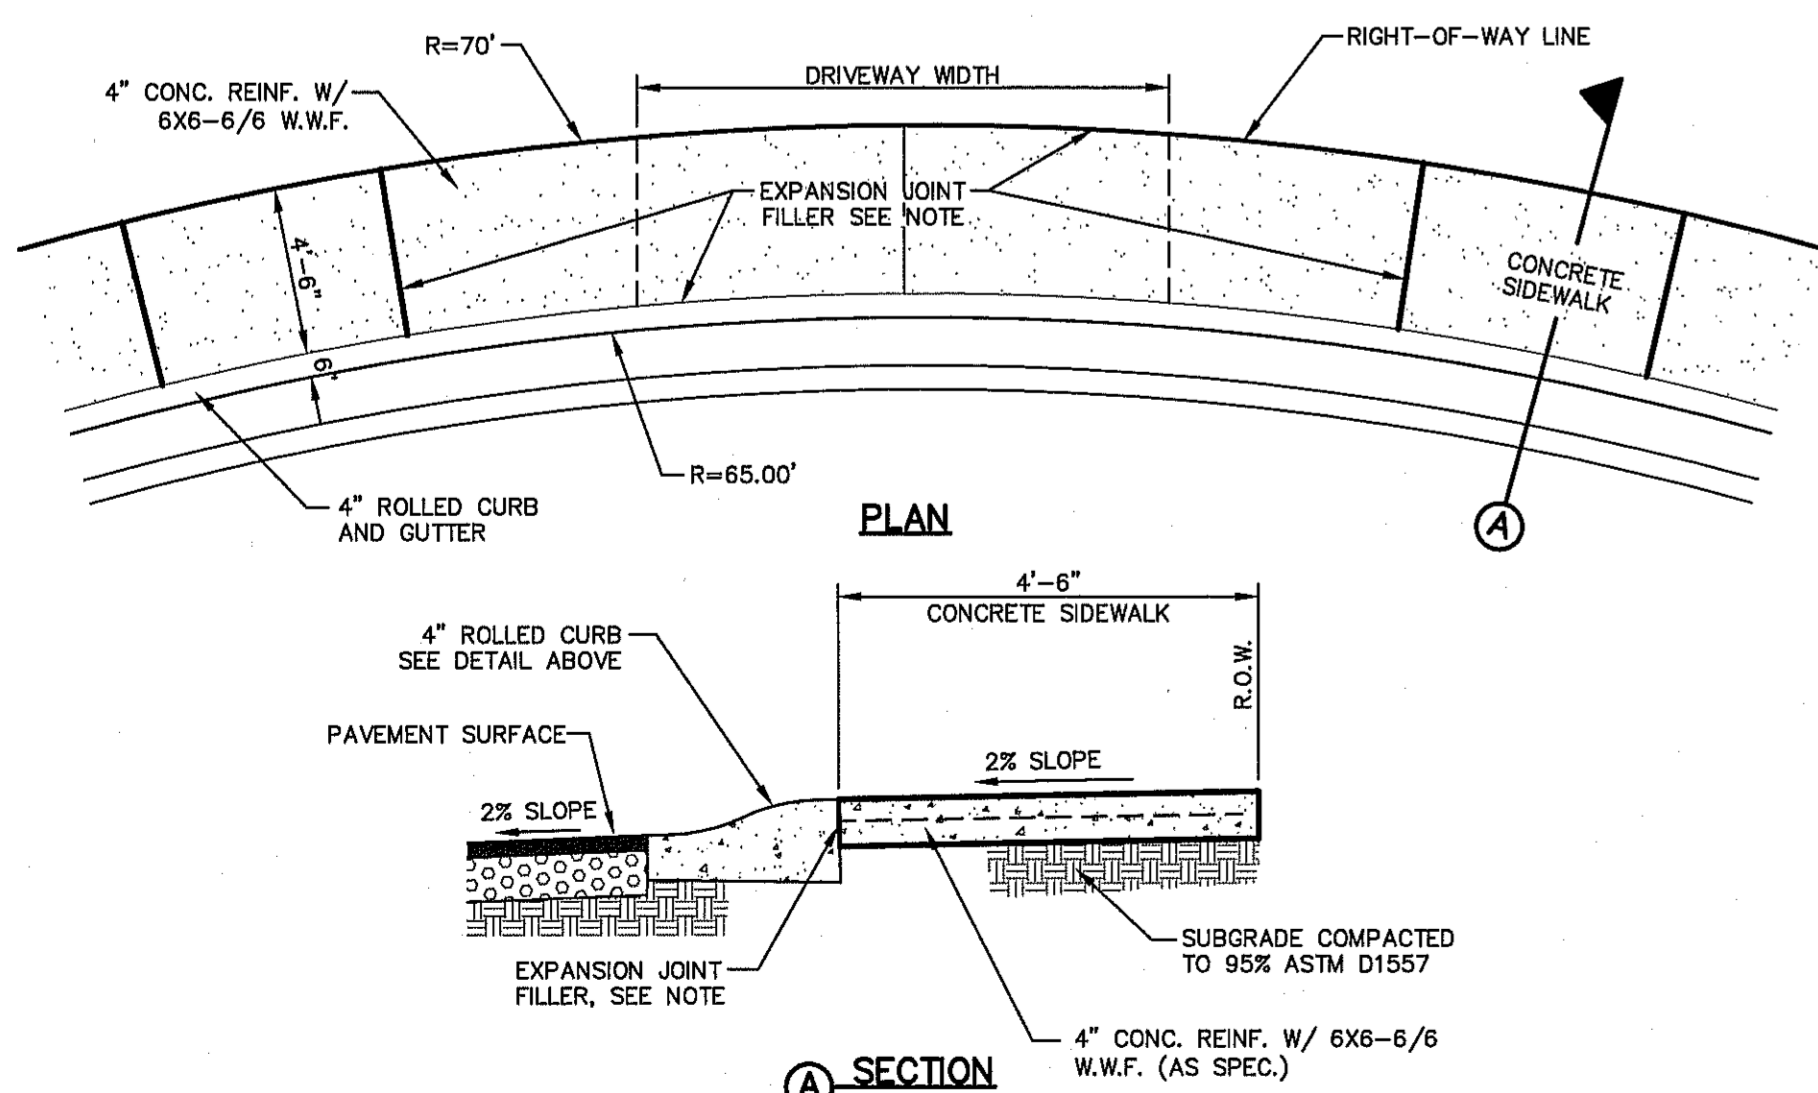 R=70'
RIGHT-OF-WAY LINE
DRIVEWAY WIDTH
4" CONC. REINF. W/
6X6-6/6 W.W.F.
EXPANSION JOINT
FILLER SEE NOTE
4'-6"
CONCRETE
SIDEWALK
6"
R=65.00'
4" ROLLED CURB
AND GUTTER
PLAN
A
4'-6"
CONCRETE SIDEWALK
4" ROLLED CURB
SEE DETAIL ABOVE
R.O.W.
PAVEMENT SURFACE
2% SLOPE
2% SLOPE
SUBGRADE COMPACTED
TO 95% ASTM D1557
EXPANSION JOINT
FILLER, SEE NOTE
4" CONC. REINF. W/ 6X6-6/6
W.W.F. (AS SPEC.)
A SECTION